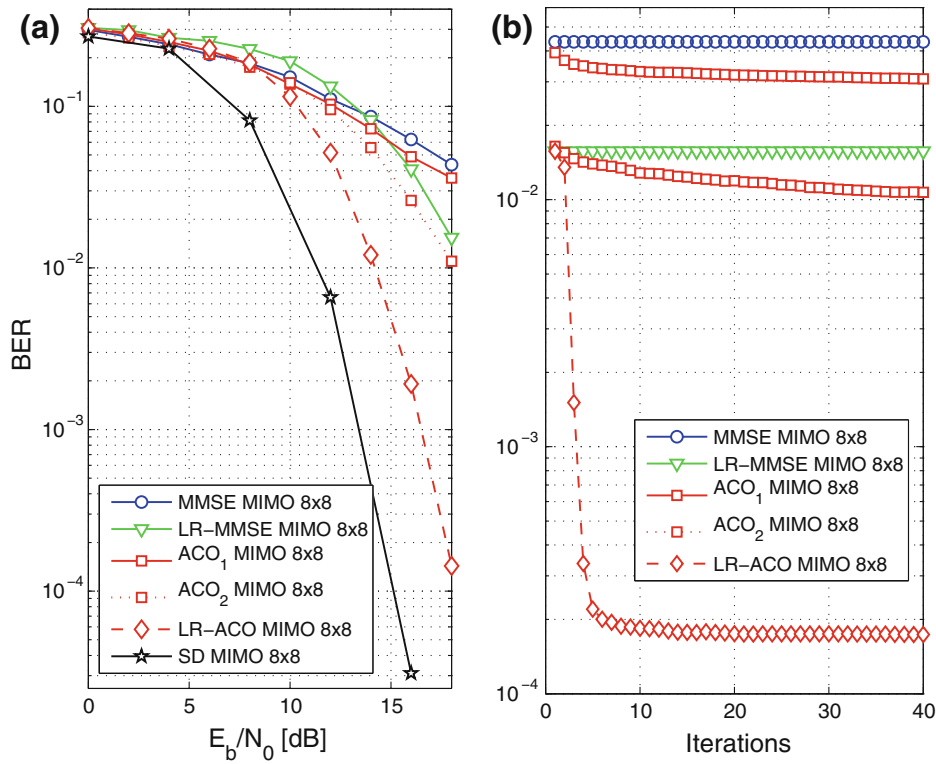 (a)
BER
10⁻¹
10⁻²
10⁻³
10⁻⁴
MMSE MIMO 8x8
LR−MMSE MIMO 8x8
ACO₁ MIMO 8x8
ACO₂ MIMO 8x8
LR−ACO MIMO 8x8
SD MIMO 8x8
0 5 10 15
E_b/N₀ [dB]
(b)
10⁻²
10⁻³
10⁻⁴
MMSE MIMO 8x8
LR−MMSE MIMO 8x8
ACO₁ MIMO 8x8
ACO₂ MIMO 8x8
LR−ACO MIMO 8x8
0 10 20 30 40
Iterations